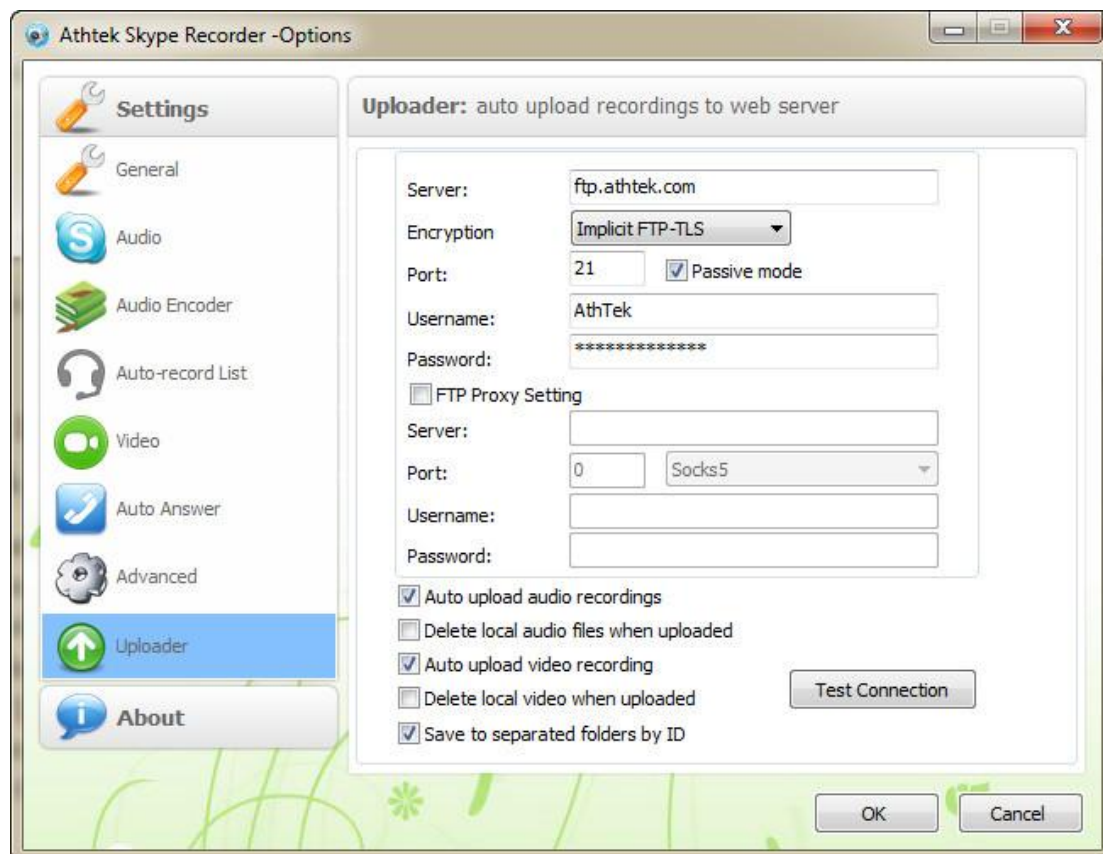 Athtek Skype Recorder -Options
Settings
General
Audio
Audio Encoder
Auto-record List
Video
Auto Answer
Advanced
Uploader
About
Uploader: auto upload recordings to web server
Server: ftp.athtek.com
Encryption Implicit FTP-TLS
Port: 21 Passive mode
Username: AthTek
Password: *************
FTP Proxy Setting
Server:
Port: 0 Socks5
Username:
Password:
Auto upload audio recordings
Delete local audio files when uploaded
Auto upload video recording
Delete local video when uploaded
Test Connection
Save to separated folders by ID
OK Cancel